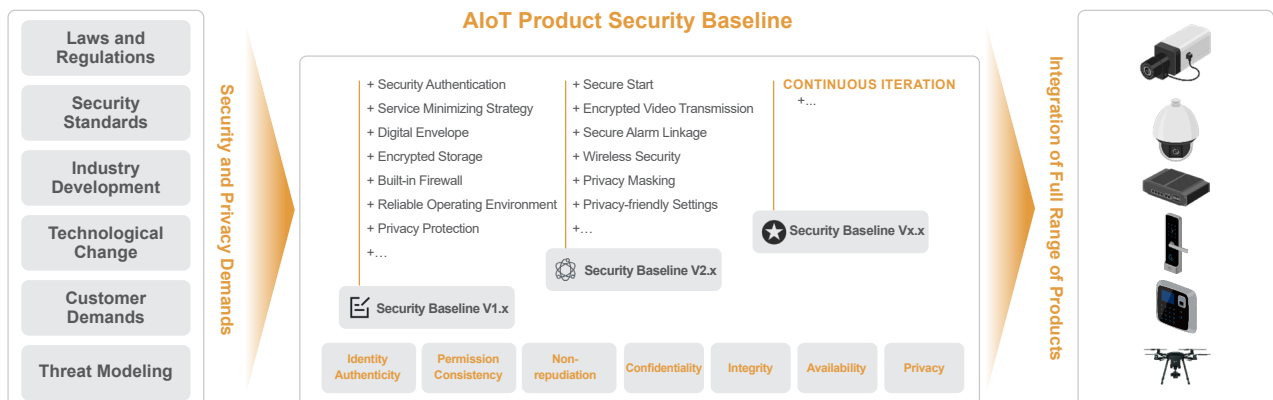 AIoT Product Security Baseline
Laws and
Regulations
Security
Standards
Industry
Development
Technological
Change
Customer
Demands
Threat Modeling
Security and Privacy Demands
+ Security Authentication
+ Service Minimizing Strategy
+ Digital Envelope
+ Encrypted Storage
+ Built-in Firewall
+ Reliable Operating Environment
+ Privacy Protection
+...
Security Baseline V1.x
+ Secure Start
+ Encrypted Video Transmission
+ Secure Alarm Linkage
+ Wireless Security
+ Privacy Masking
+ Privacy-friendly Settings
+...
Security Baseline V2.x
CONTINUOUS ITERATION
+...
Security Baseline Vx.x
Identity
Authenticity
Permission
Consistency
Non-
repudiation
Confidentiality
Integrity
Availability
Privacy
Integration of Full Range of Products